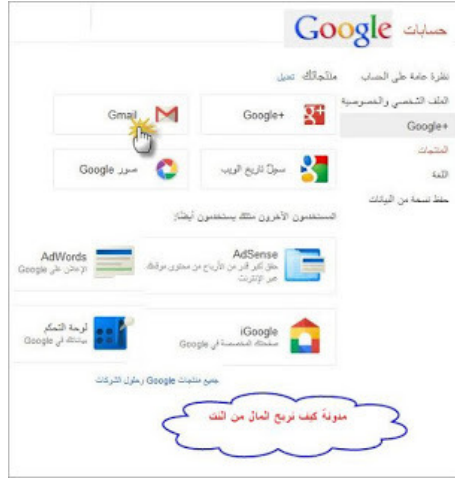 حسابات Google
نظرة عامة على الحساب
الملف الشخصي والخصوصية
Google+
المنتجات
اللغة
حفظ نسخة من البيانات
منتجاتك تعديل
Google+
Gmail
سجلّ تاريخ الويب
صور Google
المستخدمون الآخرون مثلك يستخدمون أيضًا:
AdSense
حقق أكبر قدر من الأرباح من محتوى موقعك
عبر الإنترنت
AdWords
الإعلان على Google
iGoogle
صفحتك المخصصة في Google
لوحة التحكم
بياناتك في Google
جميع منتجات Google وحلول الشركات
مدونة كيف تربح المال من النت